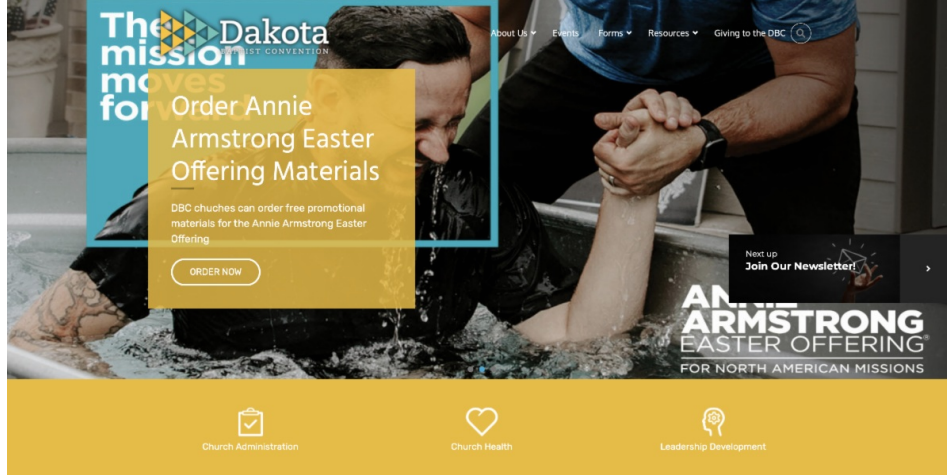 The
mission
moves
forward
Dakota
BAPTIST CONVENTION
About Us
Events
Forms
Resources
Giving to the DBC
Order Annie
Armstrong Easter
Offering Materials
DBC chuches can order free promotional
materials for the Annie Armstrong Easter
Offering
ORDER NOW
Next up
Join Our Newsletter!
ANNIE
ARMSTRONG
EASTER OFFERING®
FOR NORTH AMERICAN MISSIONS
Church Administration
Church Health
Leadership Development